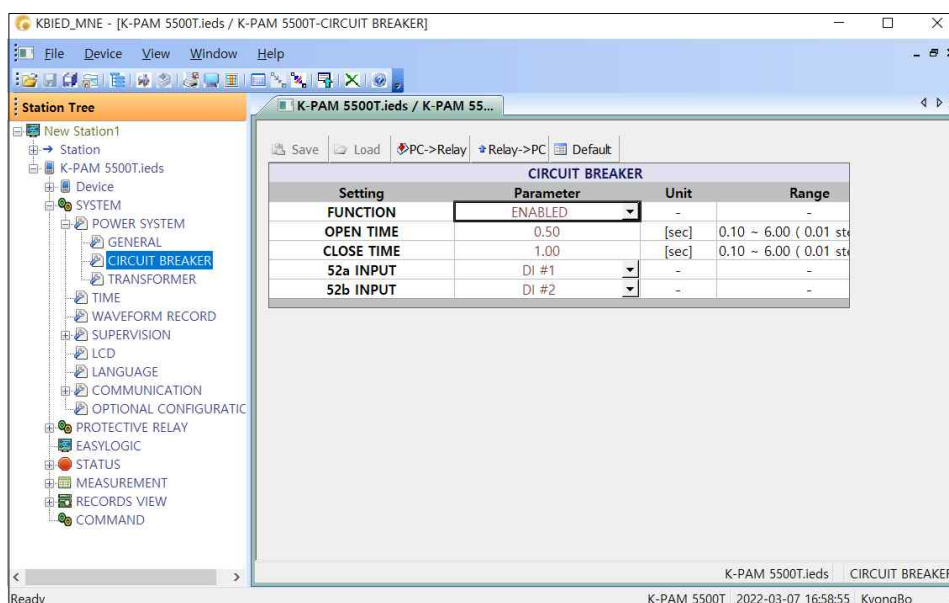 KBIED_MNE - [K-PAM 5500T.ieds / K-PAM 5500T-CIRCUIT BREAKER]
File Device View Window Help
Station Tree
K-PAM 5500T.ieds / K-PAM 55...
New Station1
Station
K-PAM 5500T.ieds
Device
SYSTEM
POWER SYSTEM
GENERAL
CIRCUIT BREAKER
TRANSFORMER
TIME
WAVEFORM RECORD
SUPERVISION
LCD
LANGUAGE
COMMUNICATION
OPTIONAL CONFIGURATIC
PROTECTIVE RELAY
EASYLOGIC
STATUS
MEASUREMENT
RECORDS VIEW
COMMAND
Save Load PC->Relay Relay->PC Default
CIRCUIT BREAKER
Setting Parameter Unit Range
FUNCTION ENABLED - -
OPEN TIME 0.50 [sec] 0.10 ~ 6.00 ( 0.01 ste
CLOSE TIME 1.00 [sec] 0.10 ~ 6.00 ( 0.01 ste
52a INPUT DI #1 - -
52b INPUT DI #2 - -
K-PAM 5500T.ieds CIRCUIT BREAKER
Ready K-PAM 5500T 2022-03-07 16:58:55 KyongBo